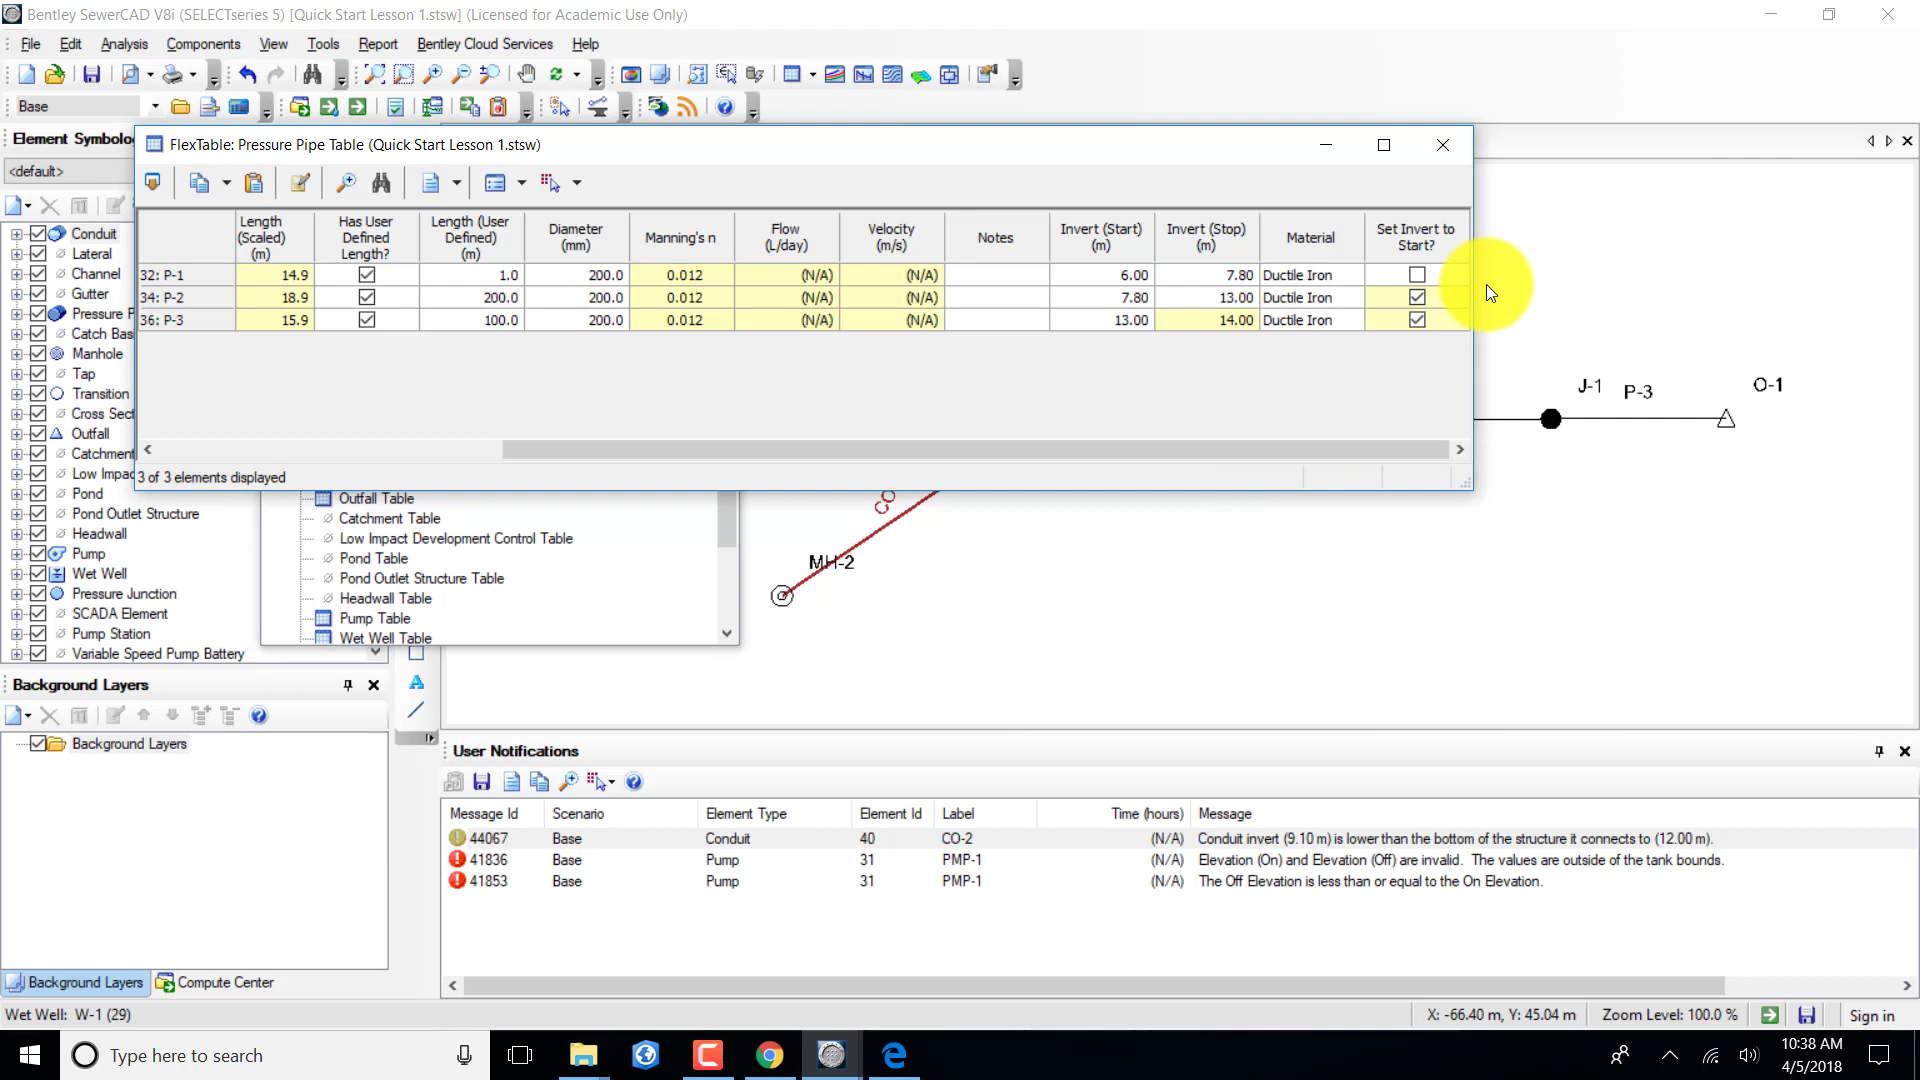 Bentley SewerCAD V8i (SELECTseries 5) [Quick Start Lesson 1.stsw] (Licensed for Academic Use Only)
File Edit Analysis Components View Tools Report Bentley Cloud Services Help
Base
Element Symbolo
<default>
Conduit
Lateral
Channel
Gutter
Pressure P
Catch Bas
Manhole
Tap
Transition
Cross Sect
Outfall
Catchment
Low Impac
Pond
Pond Outlet Structure
Headwall
Pump
Wet Well
Pressure Junction
SCADA Element
Pump Station
Variable Speed Pump Battery
FlexTable: Pressure Pipe Table (Quick Start Lesson 1.stsw)
Length (Scaled) (m) Has User Defined Length? Length (User Defined) (m) Diameter (mm) Manning's n Flow (L/day) Velocity (m/s) Notes Invert (Start) (m) Invert (Stop) (m) Material Set Invert to Start?
32: P-1 14.9 1.0 200.0 0.012 (N/A) (N/A) 6.00 7.80 Ductile Iron
34: P-2 18.9 200.0 200.0 0.012 (N/A) (N/A) 7.80 13.00 Ductile Iron
36: P-3 15.9 100.0 200.0 0.012 (N/A) (N/A) 13.00 14.00 Ductile Iron
3 of 3 elements displayed
Outfall Table
Catchment Table
Low Impact Development Control Table
Pond Table
Pond Outlet Structure Table
Headwall Table
Pump Table
Wet Well Table
J-1 P-3 O-1
CO
MH-2
Background Layers
Background Layers
Background Layers Compute Center
User Notifications
Message Id Scenario Element Type Element Id Label Time (hours) Message
44067 Base Conduit 40 CO-2 (N/A) Conduit invert (9.10 m) is lower than the bottom of the structure it connects to (12.00 m).
41836 Base Pump 31 PMP-1 (N/A) Elevation (On) and Elevation (Off) are invalid. The values are outside of the tank bounds.
41853 Base Pump 31 PMP-1 (N/A) The Off Elevation is less than or equal to the On Elevation.
Wet Well: W-1 (29) X: -66.40 m, Y: 45.04 m Zoom Level: 100.0 % Sign in
Type here to search
10:38 AM
4/5/2018